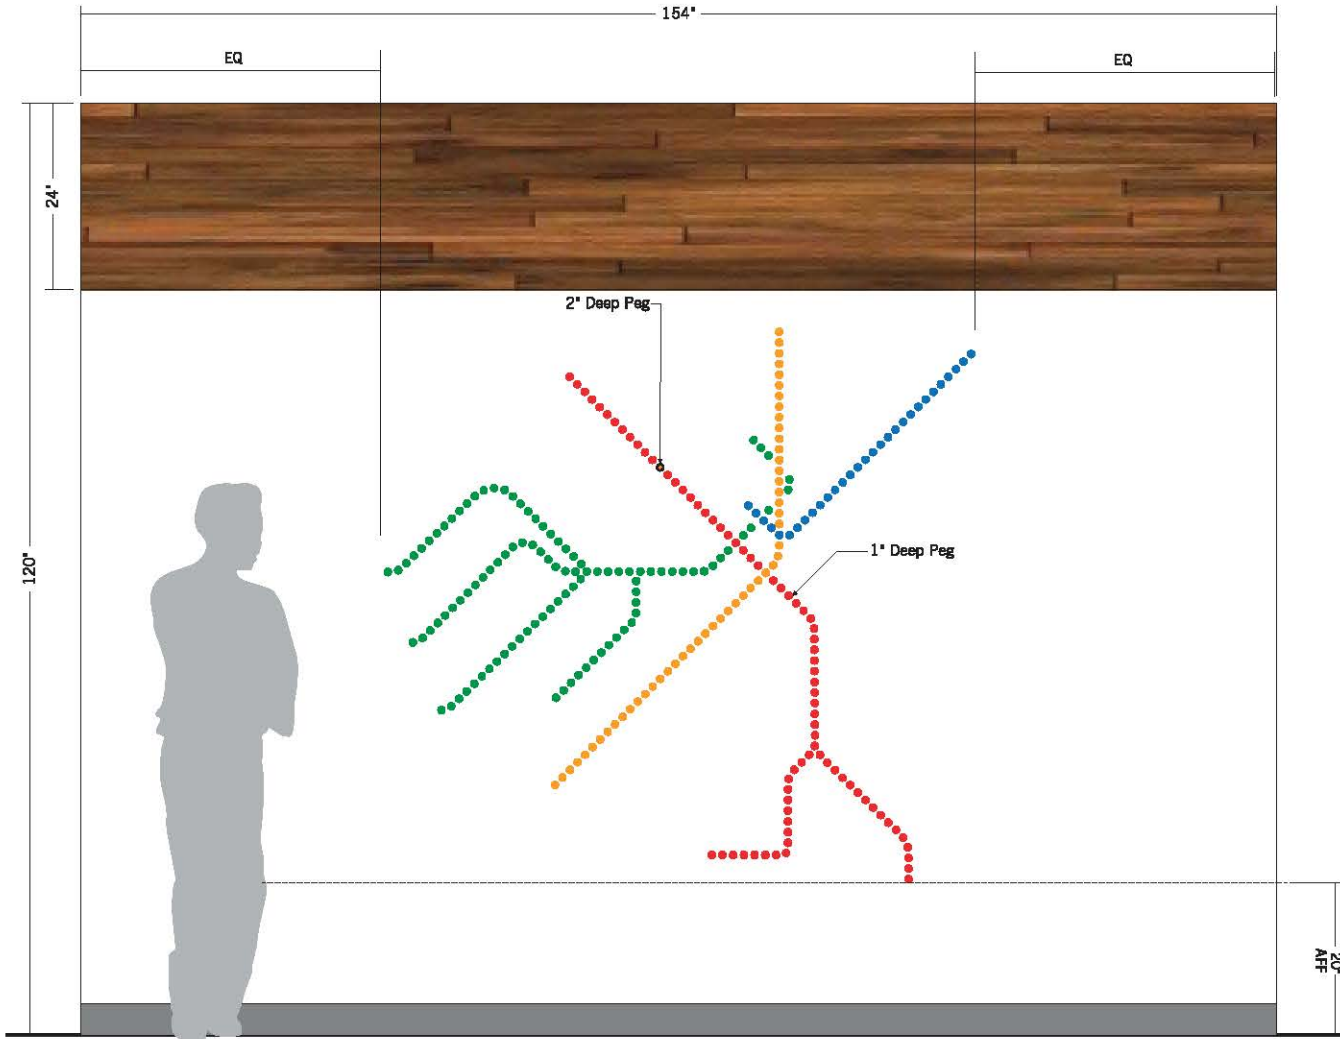 154"
EQ
EQ
24"
2" Deep Peg
1" Deep Peg
120"
20"
AFF